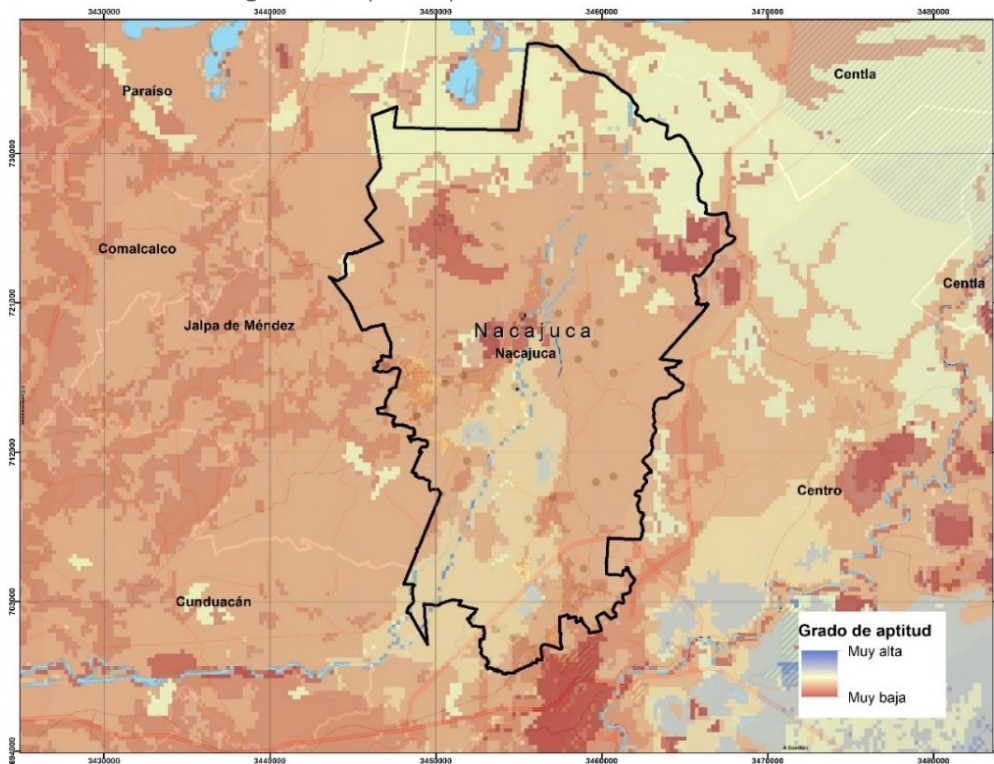 3430000 3440000 3450000 3460000 3470000 3480000
Centla
Paraíso
730000
Comalcalco
Centla
721000
Jalpa de Méndez
Nacajuca
Nacajuca
712000
Centro
703000
Cunduacán
Grado de aptitud
Muy alta
Muy baja
694000
3430000 3440000 3450000 3460000 3470000 3480000